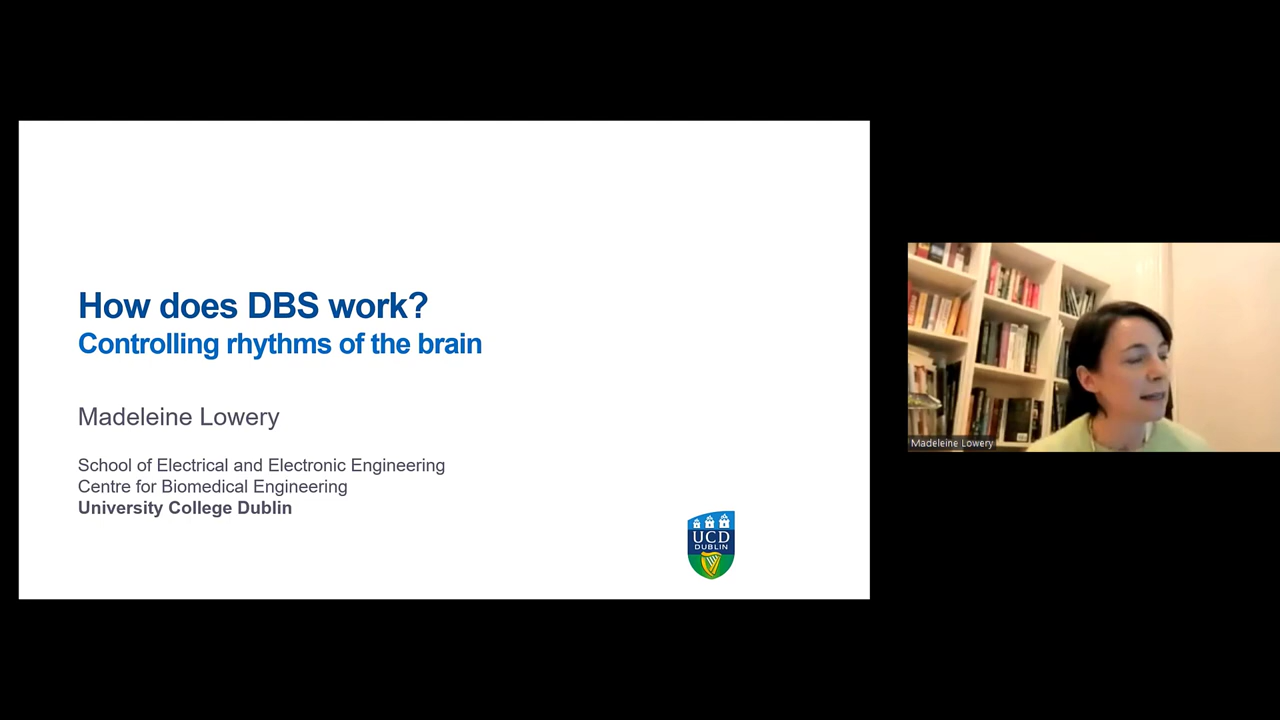 How does DBS work?
Controlling rhythms of the brain
Madeleine Lowery
School of Electrical and Electronic Engineering
Centre for Biomedical Engineering
University College Dublin
UCD
DUBLIN
Madeleine Lowery